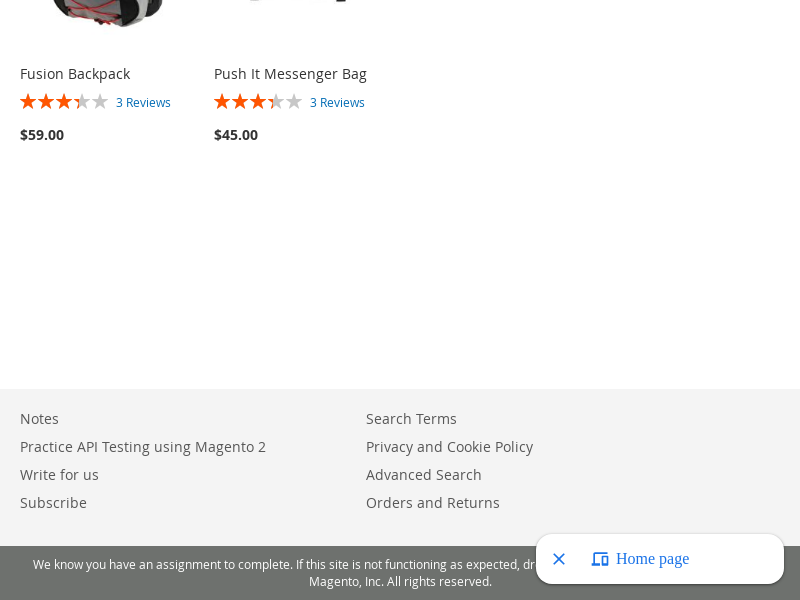 Fusion Backpack
3 Reviews
$59.00
Push It Messenger Bag
3 Reviews
$45.00
Notes
Practice API Testing using Magento 2
Write for us
Subscribe
Search Terms
Privacy and Cookie Policy
Advanced Search
Orders and Returns
We know you have an assignment to complete. If this site is not functioning as expected,
Magento, Inc. All rights reserved.
Home page